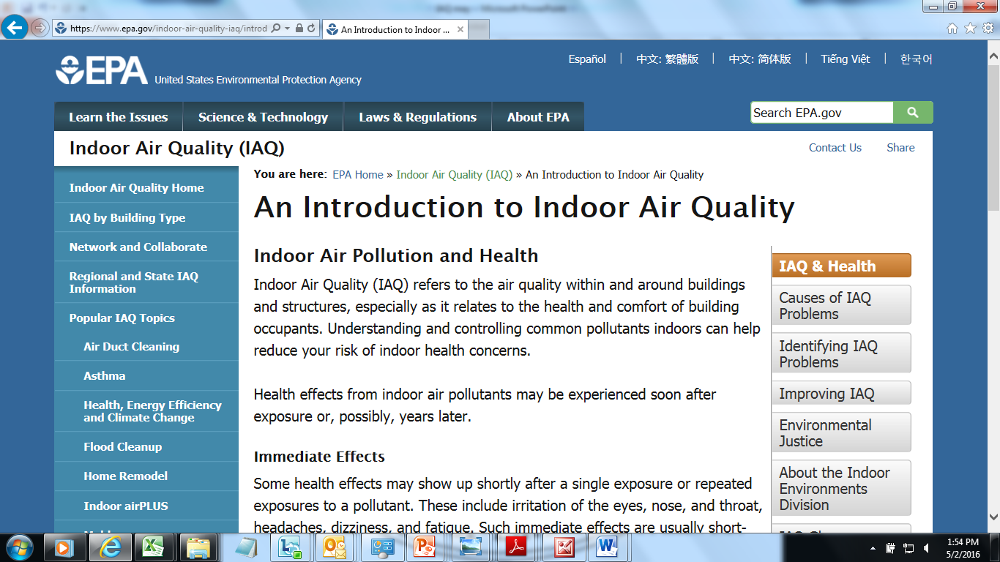 https://www.epa.gov/indoor-air-quality-iaq/introd
An Introduction to Indoor ...
Español | 中文: 繁體版 | 中文: 简体版 | Tiếng Việt | 한국어
EPA United States Environmental Protection Agency
Learn the Issues Science & Technology Laws & Regulations About EPA
Search EPA.gov
Indoor Air Quality (IAQ)
Contact Us Share
Indoor Air Quality Home
IAQ by Building Type
Network and Collaborate
Regional and State IAQ
Information
Popular IAQ Topics
Air Duct Cleaning
Asthma
Health, Energy Efficiency
and Climate Change
Flood Cleanup
Home Remodel
Indoor airPLUS
You are here: EPA Home » Indoor Air Quality (IAQ) » An Introduction to Indoor Air Quality
An Introduction to Indoor Air Quality
Indoor Air Pollution and Health
Indoor Air Quality (IAQ) refers to the air quality within and around buildings
and structures, especially as it relates to the health and comfort of building
occupants. Understanding and controlling common pollutants indoors can help
reduce your risk of indoor health concerns.
Health effects from indoor air pollutants may be experienced soon after
exposure or, possibly, years later.
Immediate Effects
Some health effects may show up shortly after a single exposure or repeated
exposures to a pollutant. These include irritation of the eyes, nose, and throat,
headaches, dizziness, and fatigue. Such immediate effects are usually short-
IAQ & Health
Causes of IAQ
Problems
Identifying IAQ
Problems
Improving IAQ
Environmental
Justice
About the Indoor
Environments
Division
1:54 PM
5/2/2016